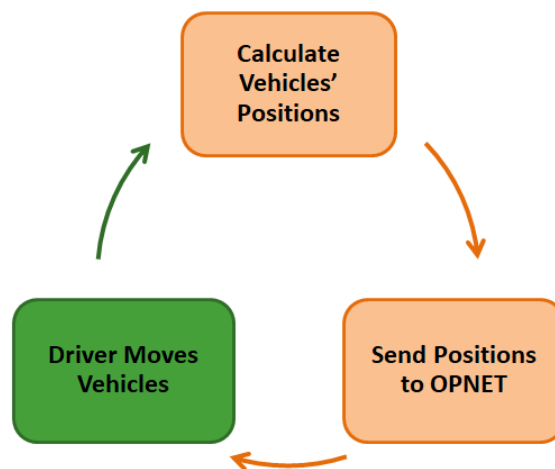 Calculate
Vehicles’
Positions
Driver Moves
Vehicles
Send Positions
to OPNET